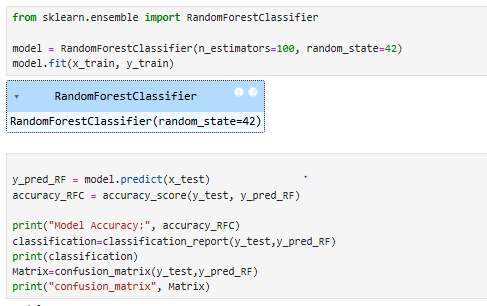 from sklearn.ensemble import RandomForestClassifier
model = RandomForestClassifier(n_estimators=100, random_state=42)
model.fit(x_train, y_train)
▾ RandomForestClassifier i ?
RandomForestClassifier(random_state=42)
y_pred_RF = model.predict(x_test)
accuracy_RFC = accuracy_score(y_test, y_pred_RF)
print("Model Accuracy:", accuracy_RFC)
classification=classification_report(y_test,y_pred_RF)
print(classification)
Matrix=confusion_matrix(y_test,y_pred_RF)
print("confusion_matrix", Matrix)